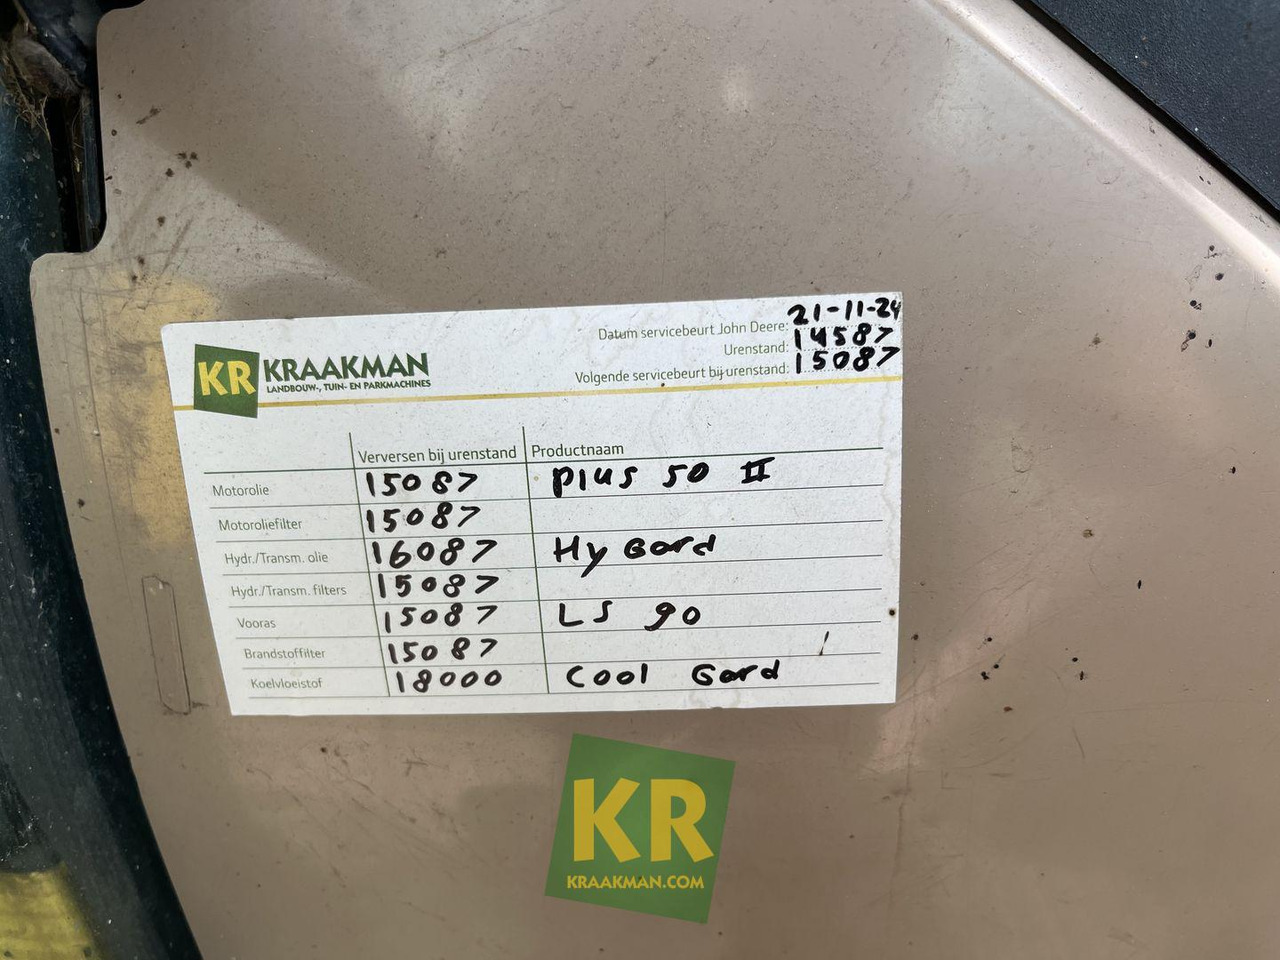 21-11-24
Datum servicebeurt John Deere:
Urenstand: 14587
Volgende servicebeurt bij urenstand: 15087
KR KRAAKMAN
LANDBOUW-, TUIN- EN PARKMACHINES
Verversen bij urenstand Productnaam
Motorolie 15087 Plus 50 II
Motoroliefilter 15087
Hydr./Transm. olie 16087 Hy Gord
Hydr./Transm. filters 15087
Vooras 15087 LS 90
Brandstoffilter 15087
Koelvloeistof 18000 Cool Gard
KR
KRAAKMAN.COM